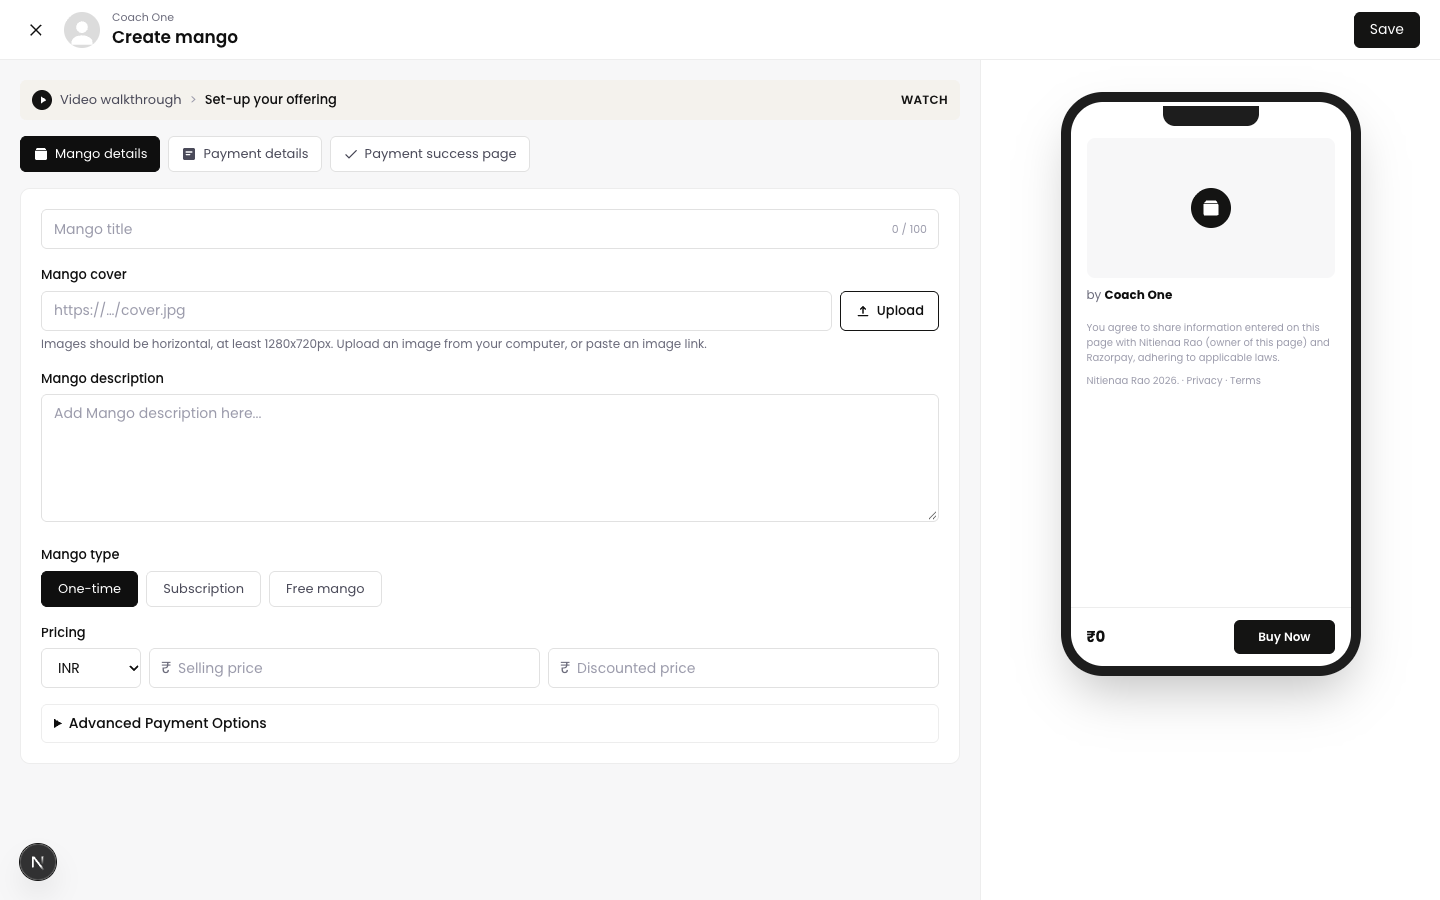 Coach One
Create mango
Save
Video walkthrough > Set-up your offering
WATCH
Mango details
Payment details
Payment success page
Mango title
0 / 100
Mango cover
https://…/cover.jpg
Upload
Images should be horizontal, at least 1280x720px. Upload an image from your computer, or paste an image link.
Mango description
Add Mango description here...
Mango type
One-time
Subscription
Free mango
Pricing
INR
₹ Selling price
₹ Discounted price
Advanced Payment Options
N
by Coach One
You agree to share information entered on this
page with Nitienaa Rao (owner of this page) and
Razorpay, adhering to applicable laws.
Nitienaa Rao 2026. · Privacy · Terms
₹0
Buy Now